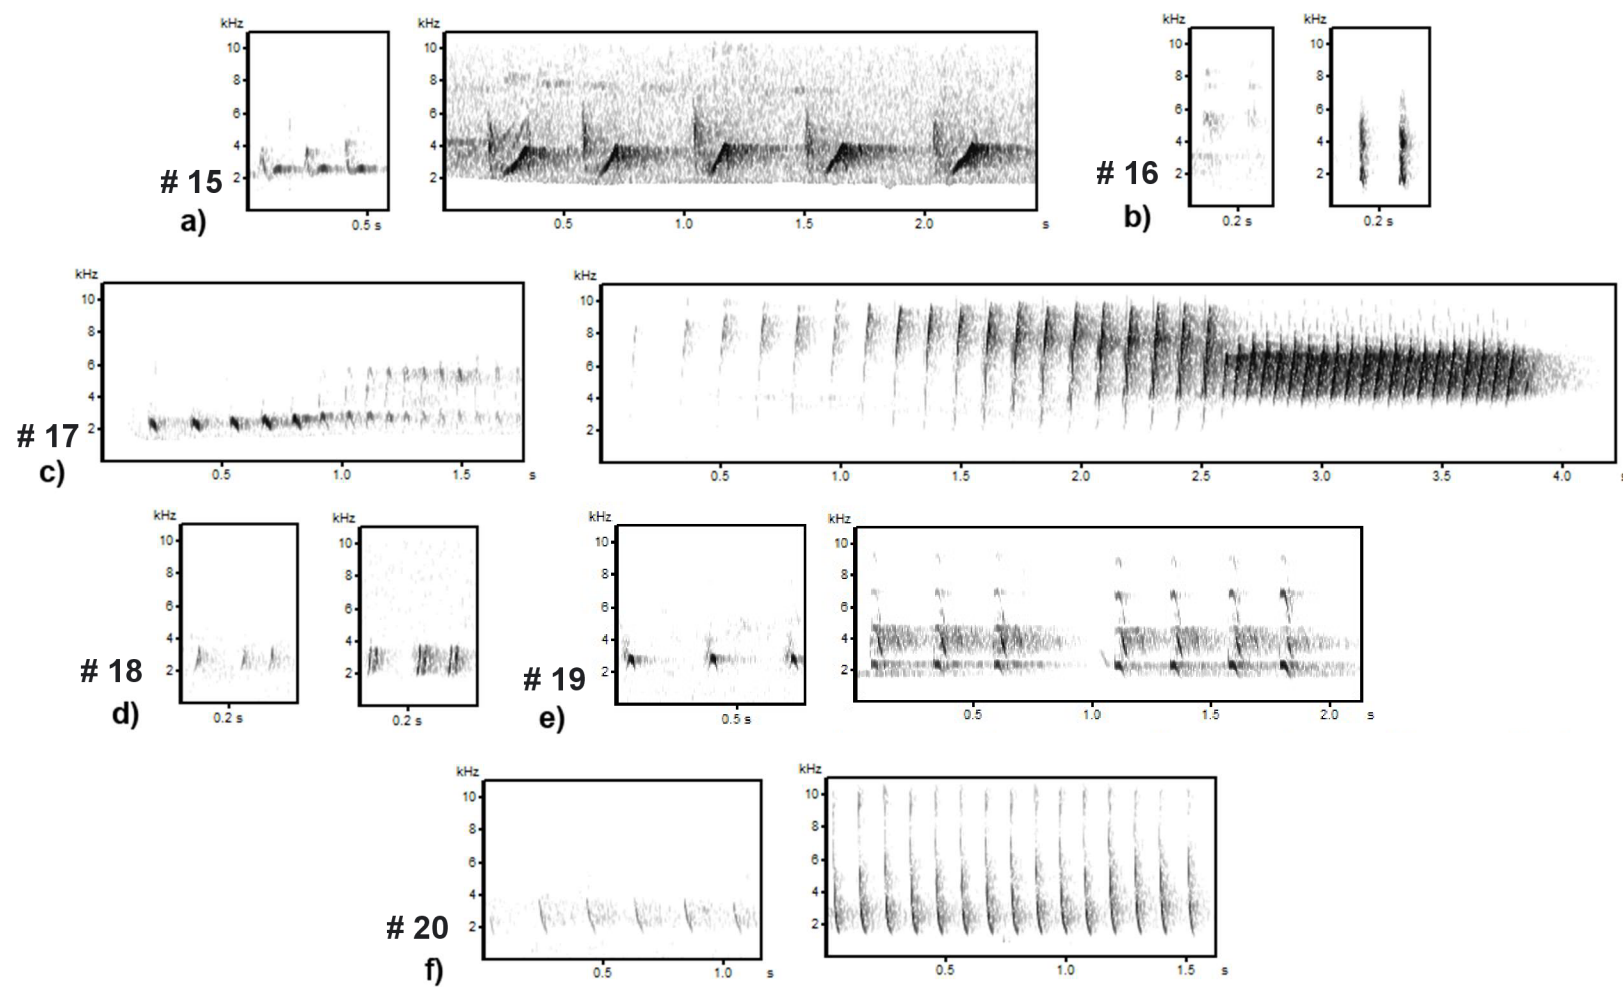 kHz kHz kHz kHz
10 10 10 10
8 8 8 8
6 6 6 6
4 4 4 4
2 2 2 2
# 15 # 16
0.5 s 0.5 1.0 1.5 2.0 s 0.2 s 0.2 s
a) b)
kHz kHz
10 10
8 8
6 6
4 4
2 2
# 17
0.5 1.0 1.5 s 0.5 1.0 1.5 2.0 2.5 3.0 3.5 4.0 s
c)
kHz kHz kHz kHz
10 10 10 10
8 8 8 8
6 6 6 6
4 4 4 4
2 2 2 2
# 18 # 19
0.2 s 0.2 s 0.5 s 0.5 1.0 1.5 2.0 s
d) e)
kHz kHz
10 10
8 8
6 6
4 4
2 2
# 20
0.5 1.0 s 0.5 1.0 1.5 s
f)